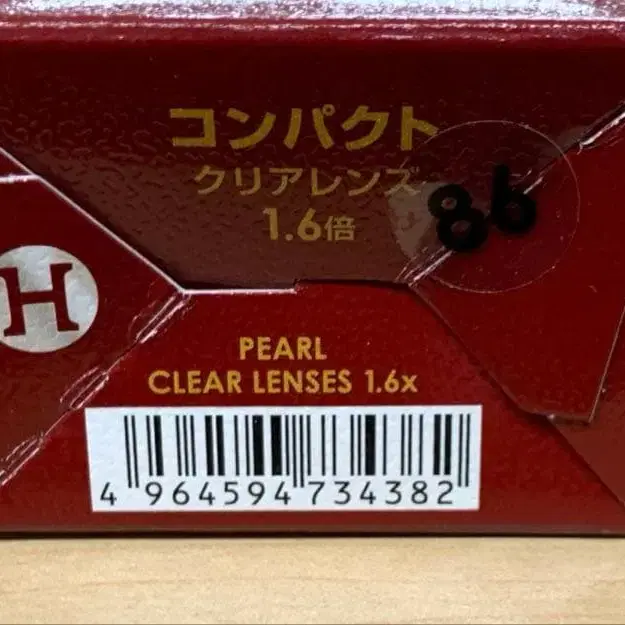 コンパクト
クリアレンズ
1.6倍
86
H
PEARL
CLEAR LENSES 1.6x
4 964594 734382